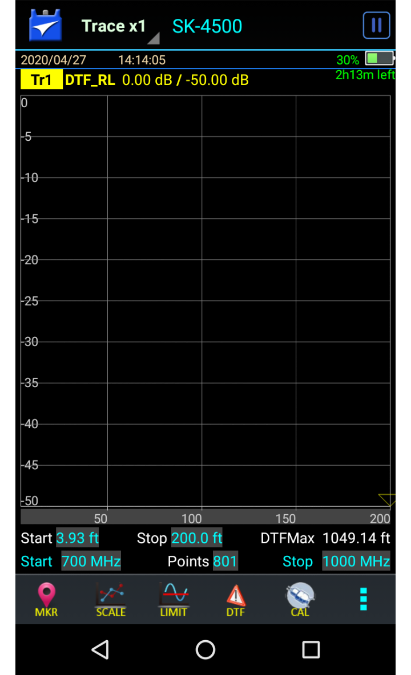 Trace x1 SK-4500
2020/04/27 14:14:05 30%
2h13m left
Tr1 DTF_RL 0.00 dB / -50.00 dB
0
-5
-10
-15
-20
-25
-30
-35
-40
-45
-50
50 100 150 200
Start 3.93 ft Stop 200.0 ft DTFMax 1049.14 ft
Start 700 MHz Points 801 Stop 1000 MHz
MKR SCALE LIMIT DTF CAL